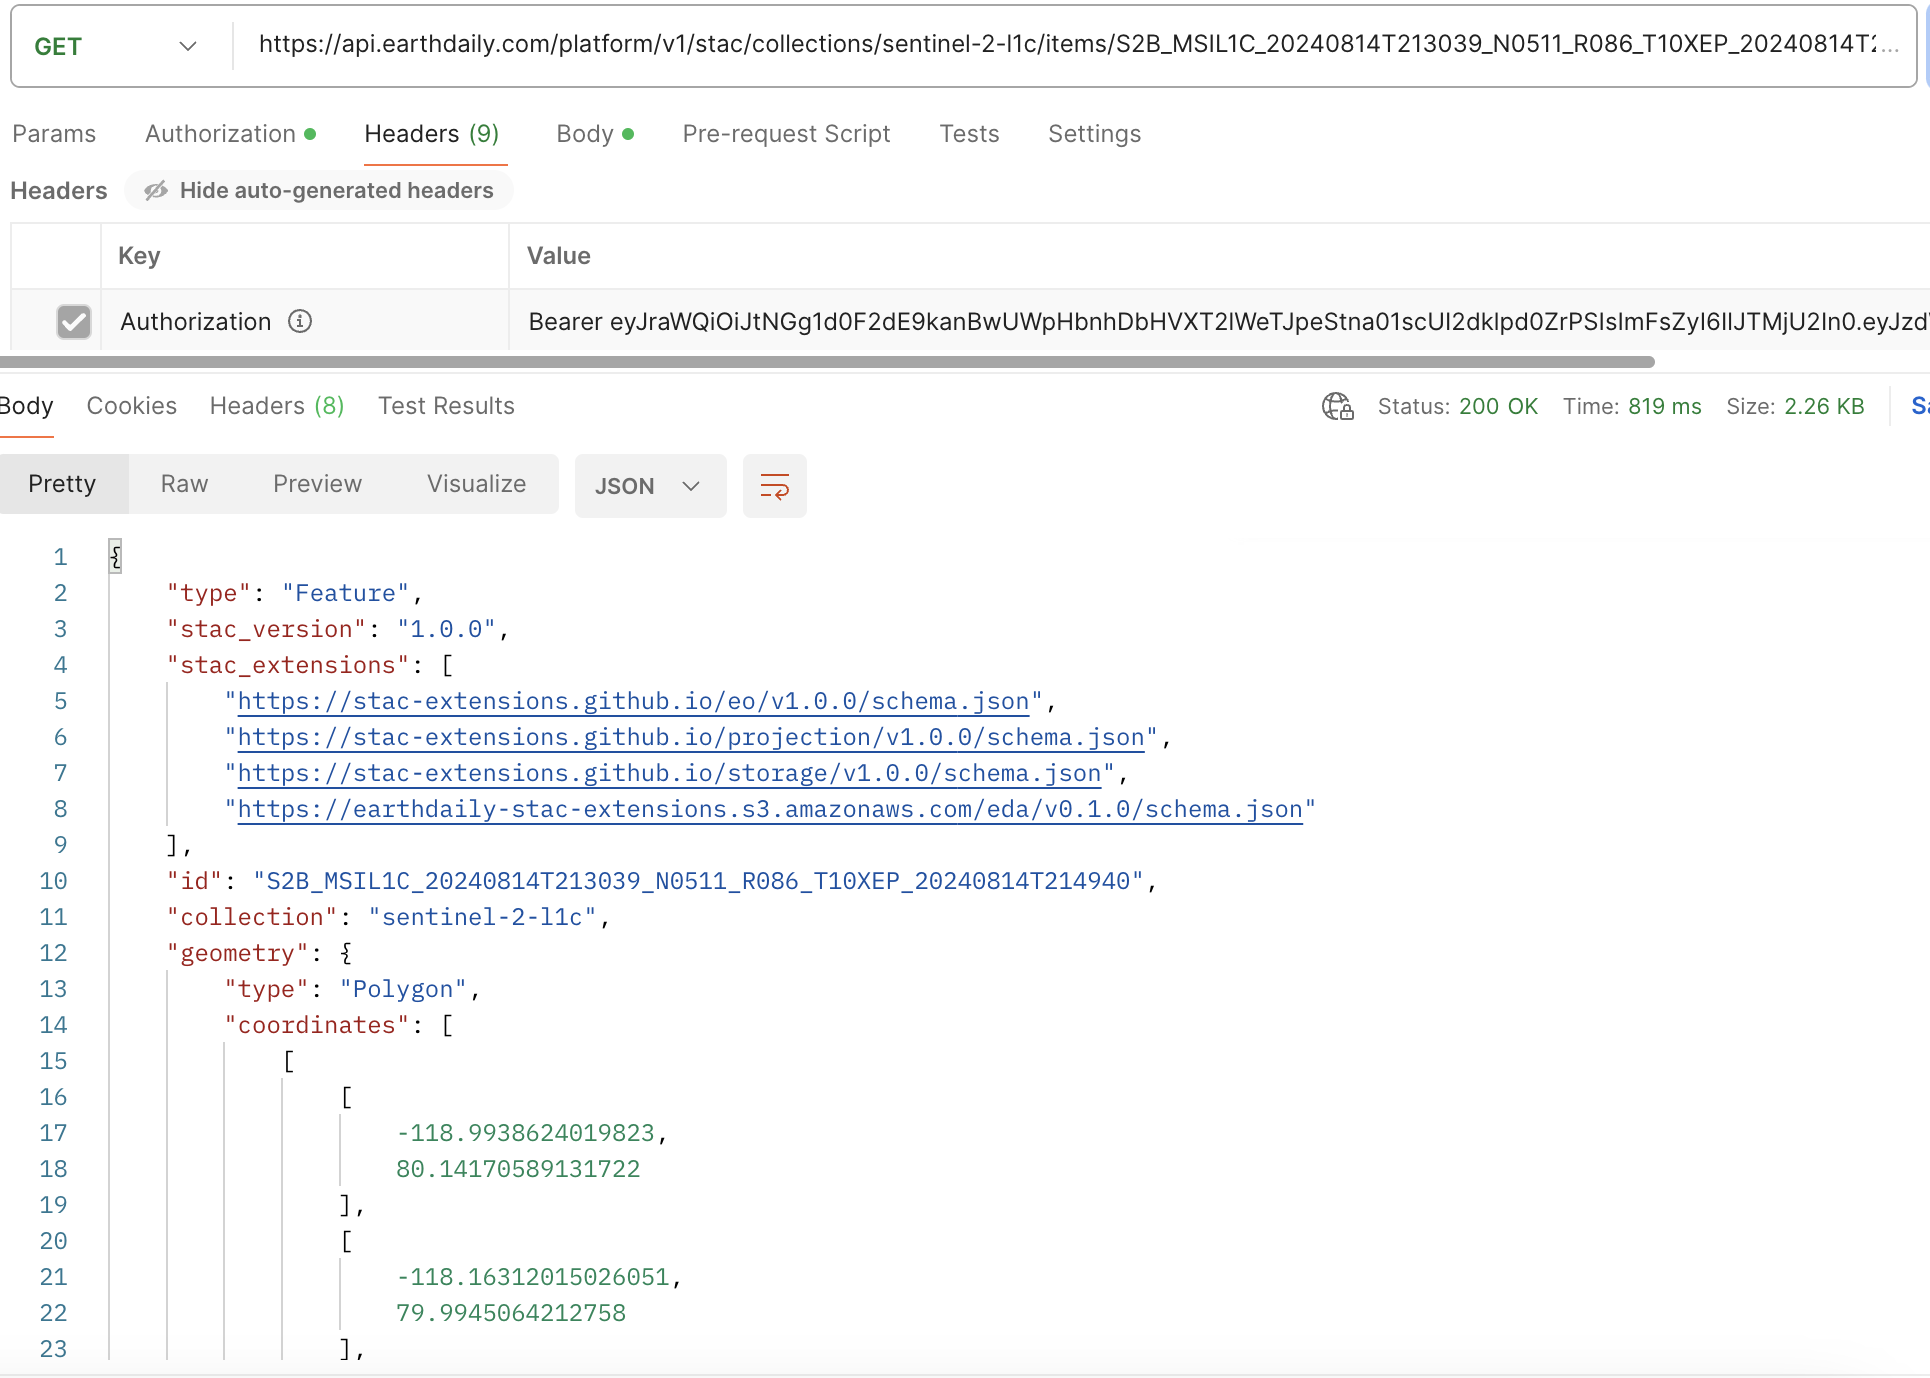 GET https://api.earthdaily.com/platform/v1/stac/collections/sentinel-2-l1c/items/S2B_MSIL1C_20240814T213039_N0511_R086_T10XEP_20240814T2...
Params Authorization Headers (9) Body Pre-request Script Tests Settings
Headers Hide auto-generated headers
Key Value
Authorization Bearer eyJraWQiOiJtNGg1d0F2dE9kanBwUWpHbnhDbHVXT2lWeTJpeStna01scUI2dklpd0ZrPSIsImFsZyI6IlJTMjU2In0.eyJzd
Body Cookies Headers (8) Test Results Status: 200 OK Time: 819 ms Size: 2.26 KB Sa
Pretty Raw Preview Visualize JSON
1 {
2 "type": "Feature",
3 "stac_version": "1.0.0",
4 "stac_extensions": [
5 "https://stac-extensions.github.io/eo/v1.0.0/schema.json",
6 "https://stac-extensions.github.io/projection/v1.0.0/schema.json",
7 "https://stac-extensions.github.io/storage/v1.0.0/schema.json",
8 "https://earthdaily-stac-extensions.s3.amazonaws.com/eda/v0.1.0/schema.json"
9 ],
10 "id": "S2B_MSIL1C_20240814T213039_N0511_R086_T10XEP_20240814T214940",
11 "collection": "sentinel-2-l1c",
12 "geometry": {
13 "type": "Polygon",
14 "coordinates": [
15 [
16 [
17 -118.9938624019823,
18 80.14170589131722
19 ],
20 [
21 -118.16312015026051,
22 79.9945064212758
23 ],